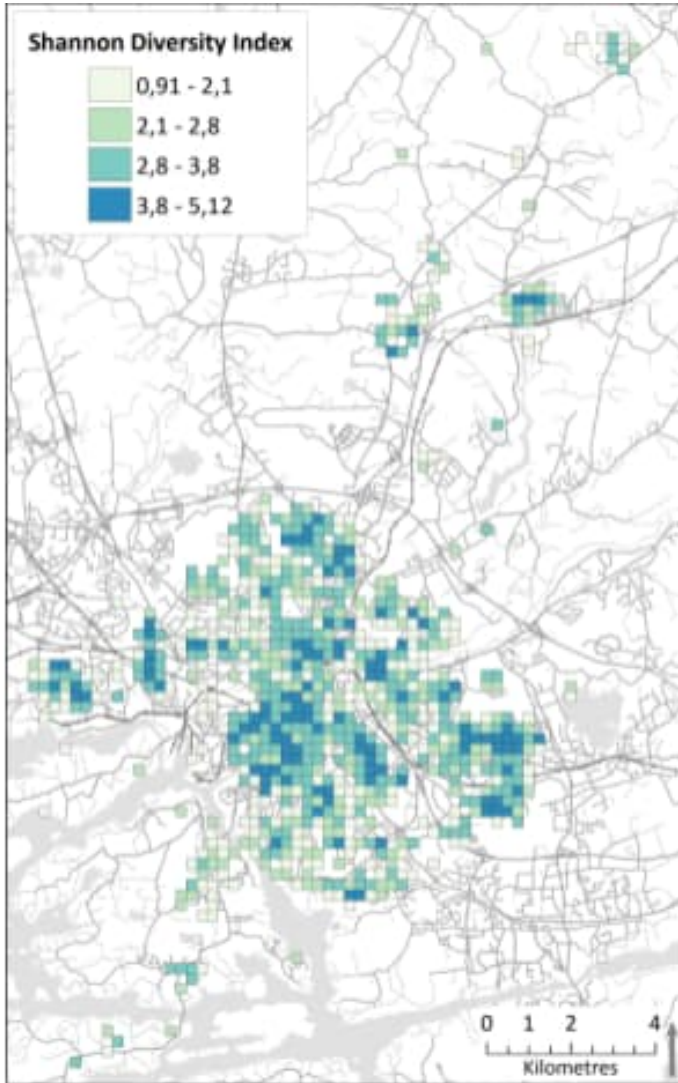 Shannon Diversity Index
0,91 - 2,1
2,1 - 2,8
2,8 - 3,8
3,8 - 5,12
0 1 2 4
Kilometres